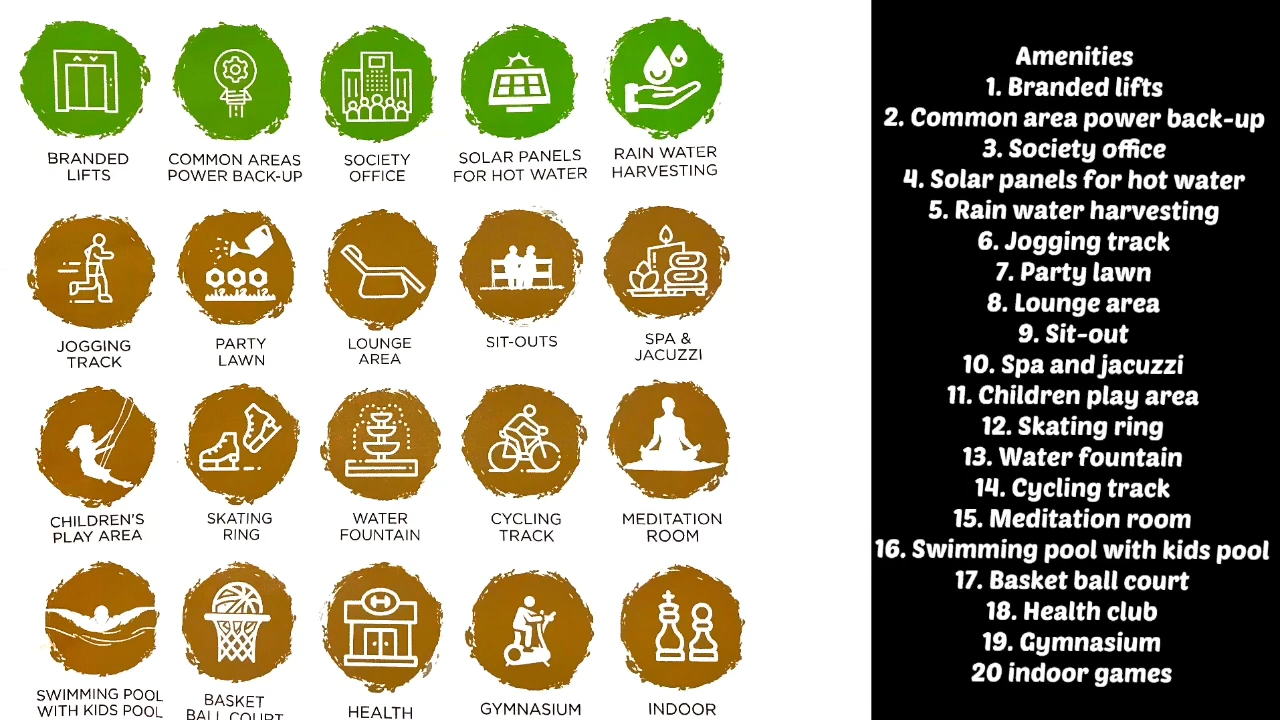 BRANDED
LIFTS
COMMON AREAS
POWER BACK-UP
SOCIETY
OFFICE
SOLAR PANELS
FOR HOT WATER
RAIN WATER
HARVESTING
JOGGING
TRACK
PARTY
LAWN
LOUNGE
AREA
SIT-OUTS
SPA &
JACUZZI
CHILDREN'S
PLAY AREA
SKATING
RING
WATER
FOUNTAIN
CYCLING
TRACK
MEDITATION
ROOM
SWIMMING POOL
WITH KIDS POOL
BASKET
BALL COURT
HEALTH
GYMNASIUM
INDOOR
Amenities
1. Branded lifts
2. Common area power back-up
3. Society office
4. Solar panels for hot water
5. Rain water harvesting
6. Jogging track
7. Party lawn
8. Lounge area
9. Sit-out
10. Spa and jacuzzi
11. Children play area
12. Skating ring
13. Water fountain
14. Cycling track
15. Meditation room
16. Swimming pool with kids pool
17. Basket ball court
18. Health club
19. Gymnasium
20 indoor games